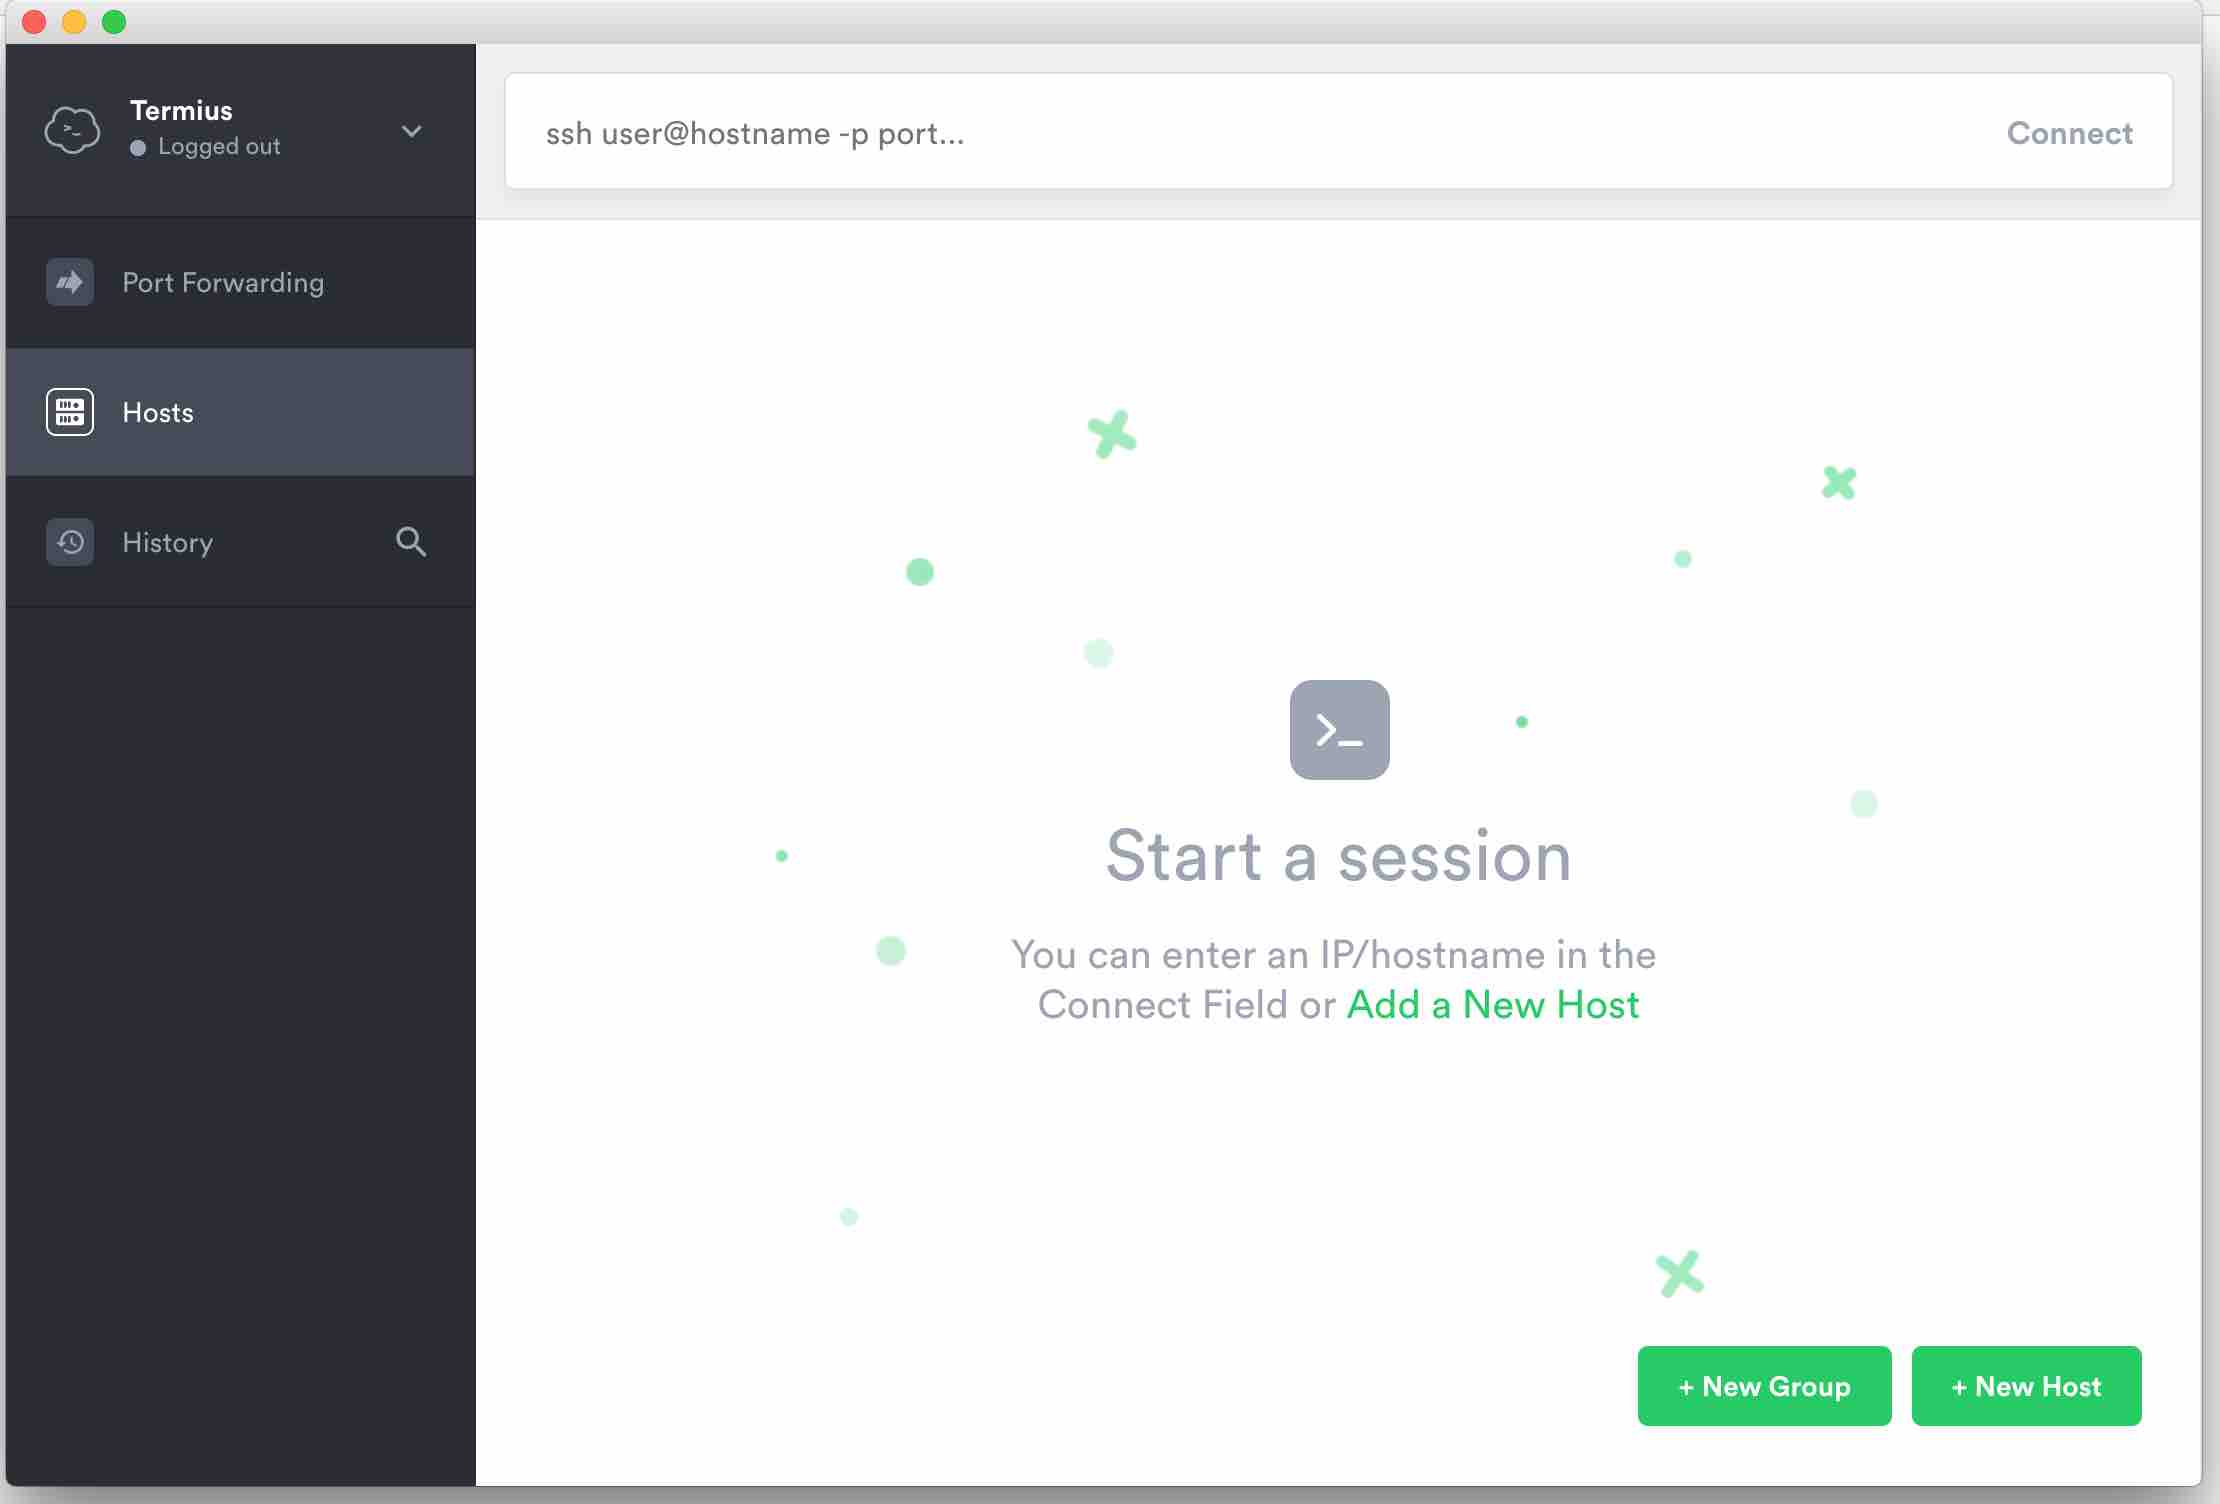 Termius
Logged out
ssh user@hostname -p port...
Connect
Port Forwarding
Hosts
History
>_
Start a session
You can enter an IP/hostname in the
Connect Field or Add a New Host
+ New Group
+ New Host